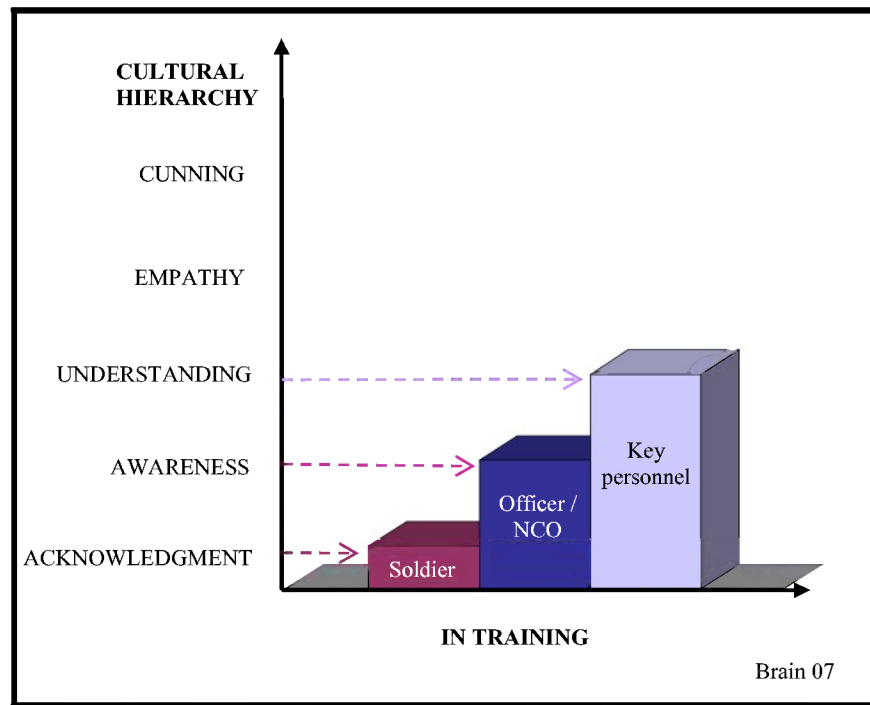 CULTURAL
HIERARCHY
CUNNING
EMPATHY
UNDERSTANDING
AWARENESS
ACKNOWLEDGMENT
Key
personnel
Officer /
NCO
Soldier
IN TRAINING
Brain 07